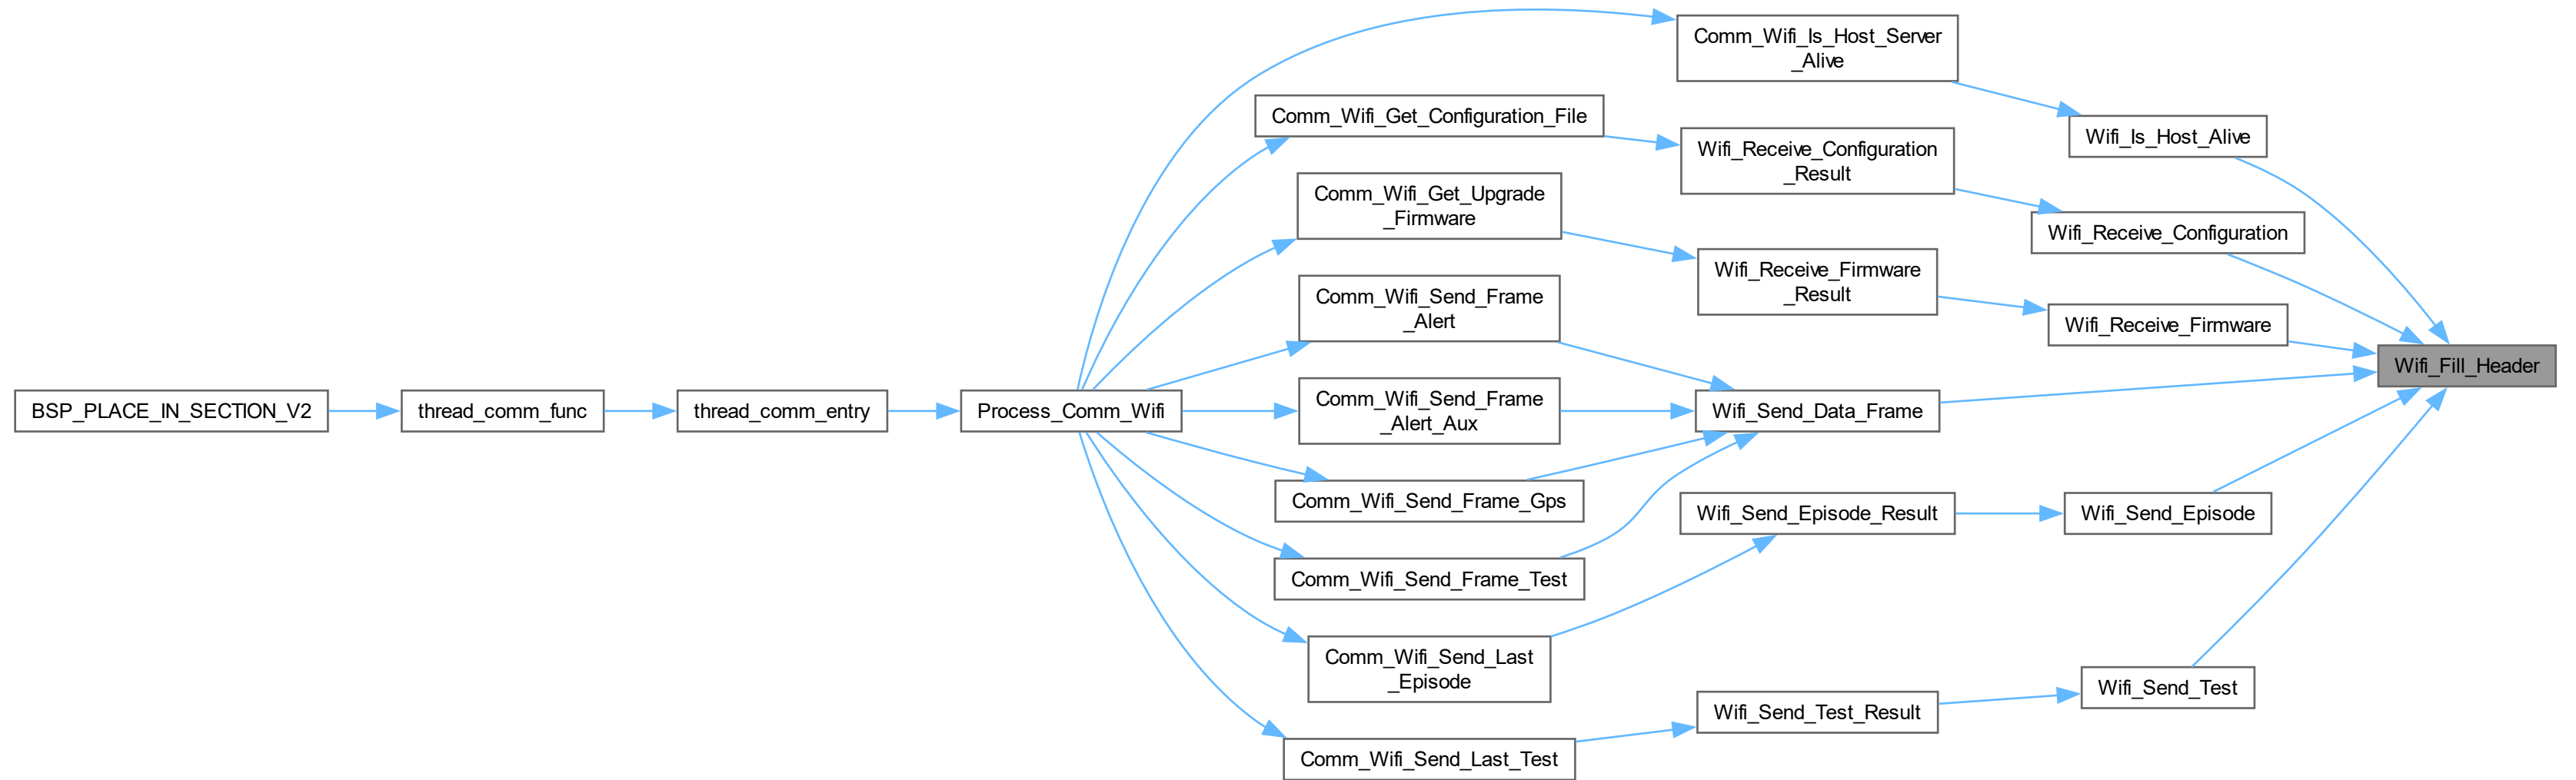 BSP_PLACE_IN_SECTION_V2
thread_comm_func
thread_comm_entry
Process_Comm_Wifi
Comm_Wifi_Get_Configuration_File
Comm_Wifi_Get_Upgrade
_Firmware
Comm_Wifi_Send_Frame
_Alert
Comm_Wifi_Send_Frame
_Alert_Aux
Comm_Wifi_Send_Frame_Gps
Comm_Wifi_Send_Frame_Test
Comm_Wifi_Send_Last
_Episode
Comm_Wifi_Send_Last_Test
Comm_Wifi_Is_Host_Server
_Alive
Wifi_Receive_Configuration
_Result
Wifi_Receive_Firmware
_Result
Wifi_Send_Data_Frame
Wifi_Send_Episode_Result
Wifi_Send_Test_Result
Wifi_Is_Host_Alive
Wifi_Receive_Configuration
Wifi_Receive_Firmware
Wifi_Send_Episode
Wifi_Send_Test
Wifi_Fill_Header